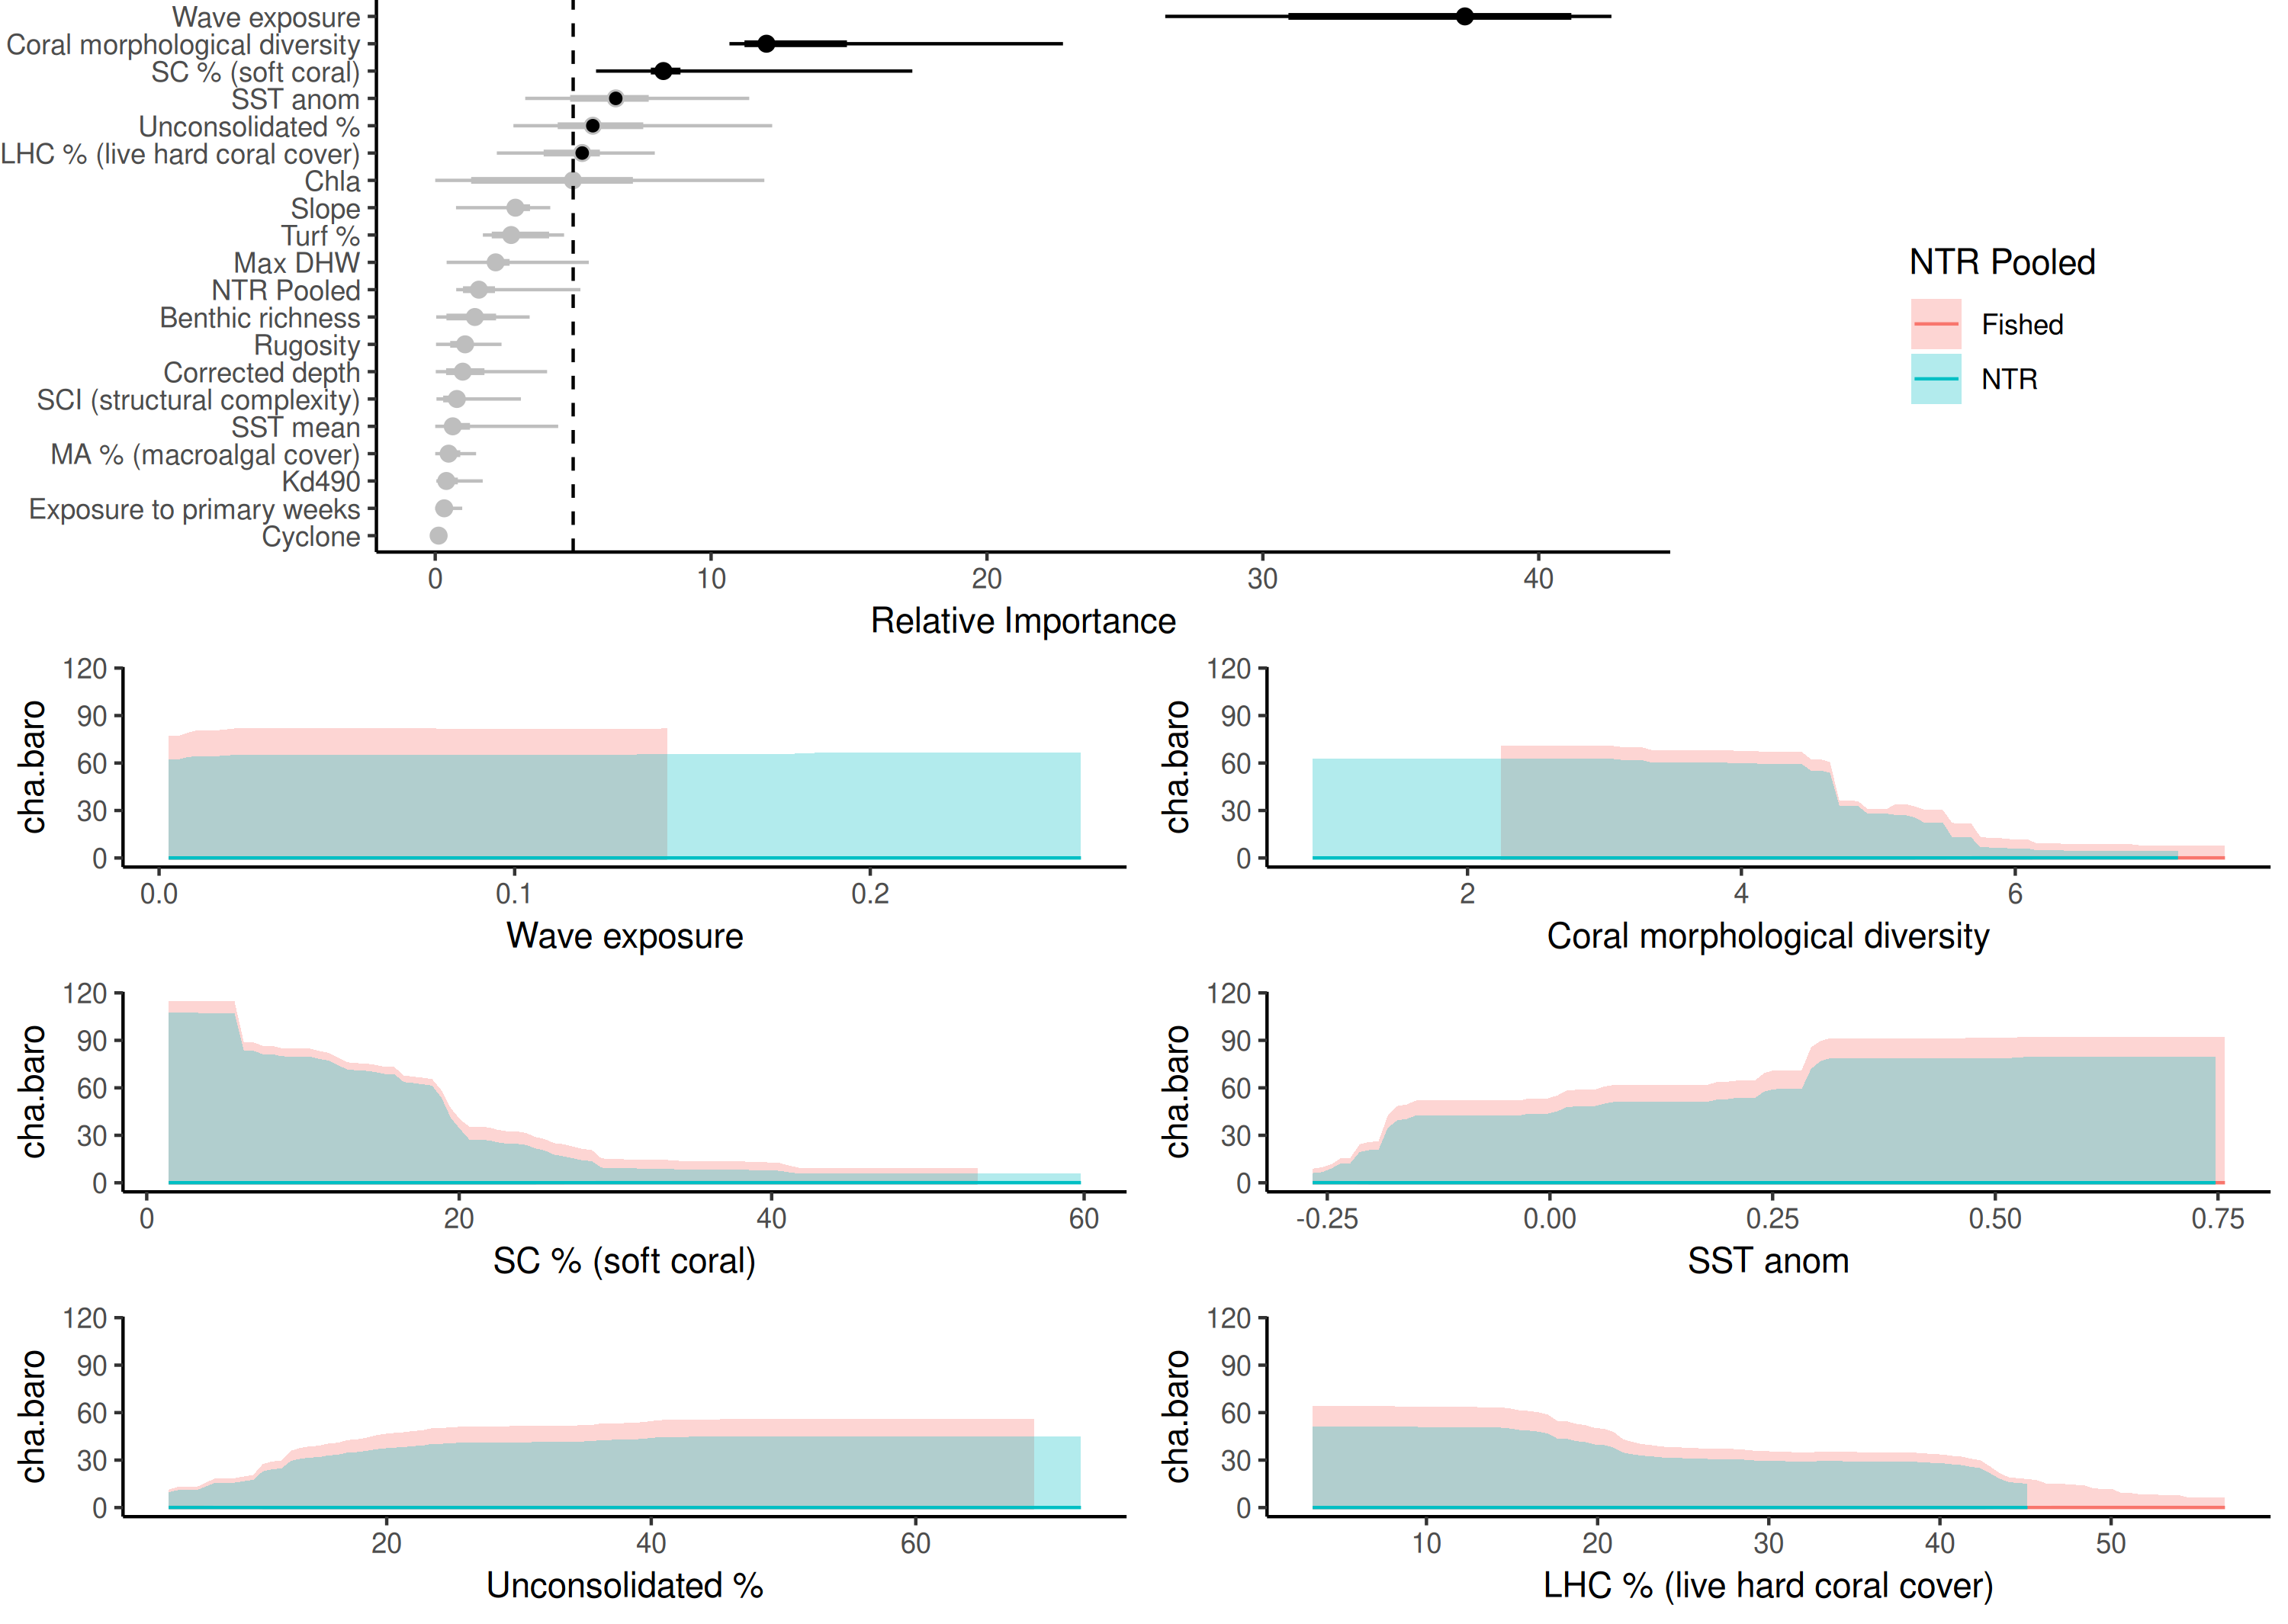 Wave exposure
Coral morphological diversity
SC % (soft coral)
SST anom
Unconsolidated %
LHC % (live hard coral cover)
Chla
Slope
Turf %
Max DHW
NTR Pooled
Benthic richness
Rugosity
Corrected depth
SCI (structural complexity)
SST mean
MA % (macroalgal cover)
Kd490
Exposure to primary weeks
Cyclone
0 10 20 30 40
Relative Importance
NTR Pooled
Fished
NTR
120
90
60
30
0
cha.baro
0.0 0.1 0.2
Wave exposure
120
90
60
30
0
cha.baro
2 4 6
Coral morphological diversity
120
90
60
30
0
cha.baro
0 20 40 60
SC % (soft coral)
120
90
60
30
0
cha.baro
-0.25 0.00 0.25 0.50 0.75
SST anom
120
90
60
30
0
cha.baro
20 40 60
Unconsolidated %
120
90
60
30
0
cha.baro
10 20 30 40 50
LHC % (live hard coral cover)